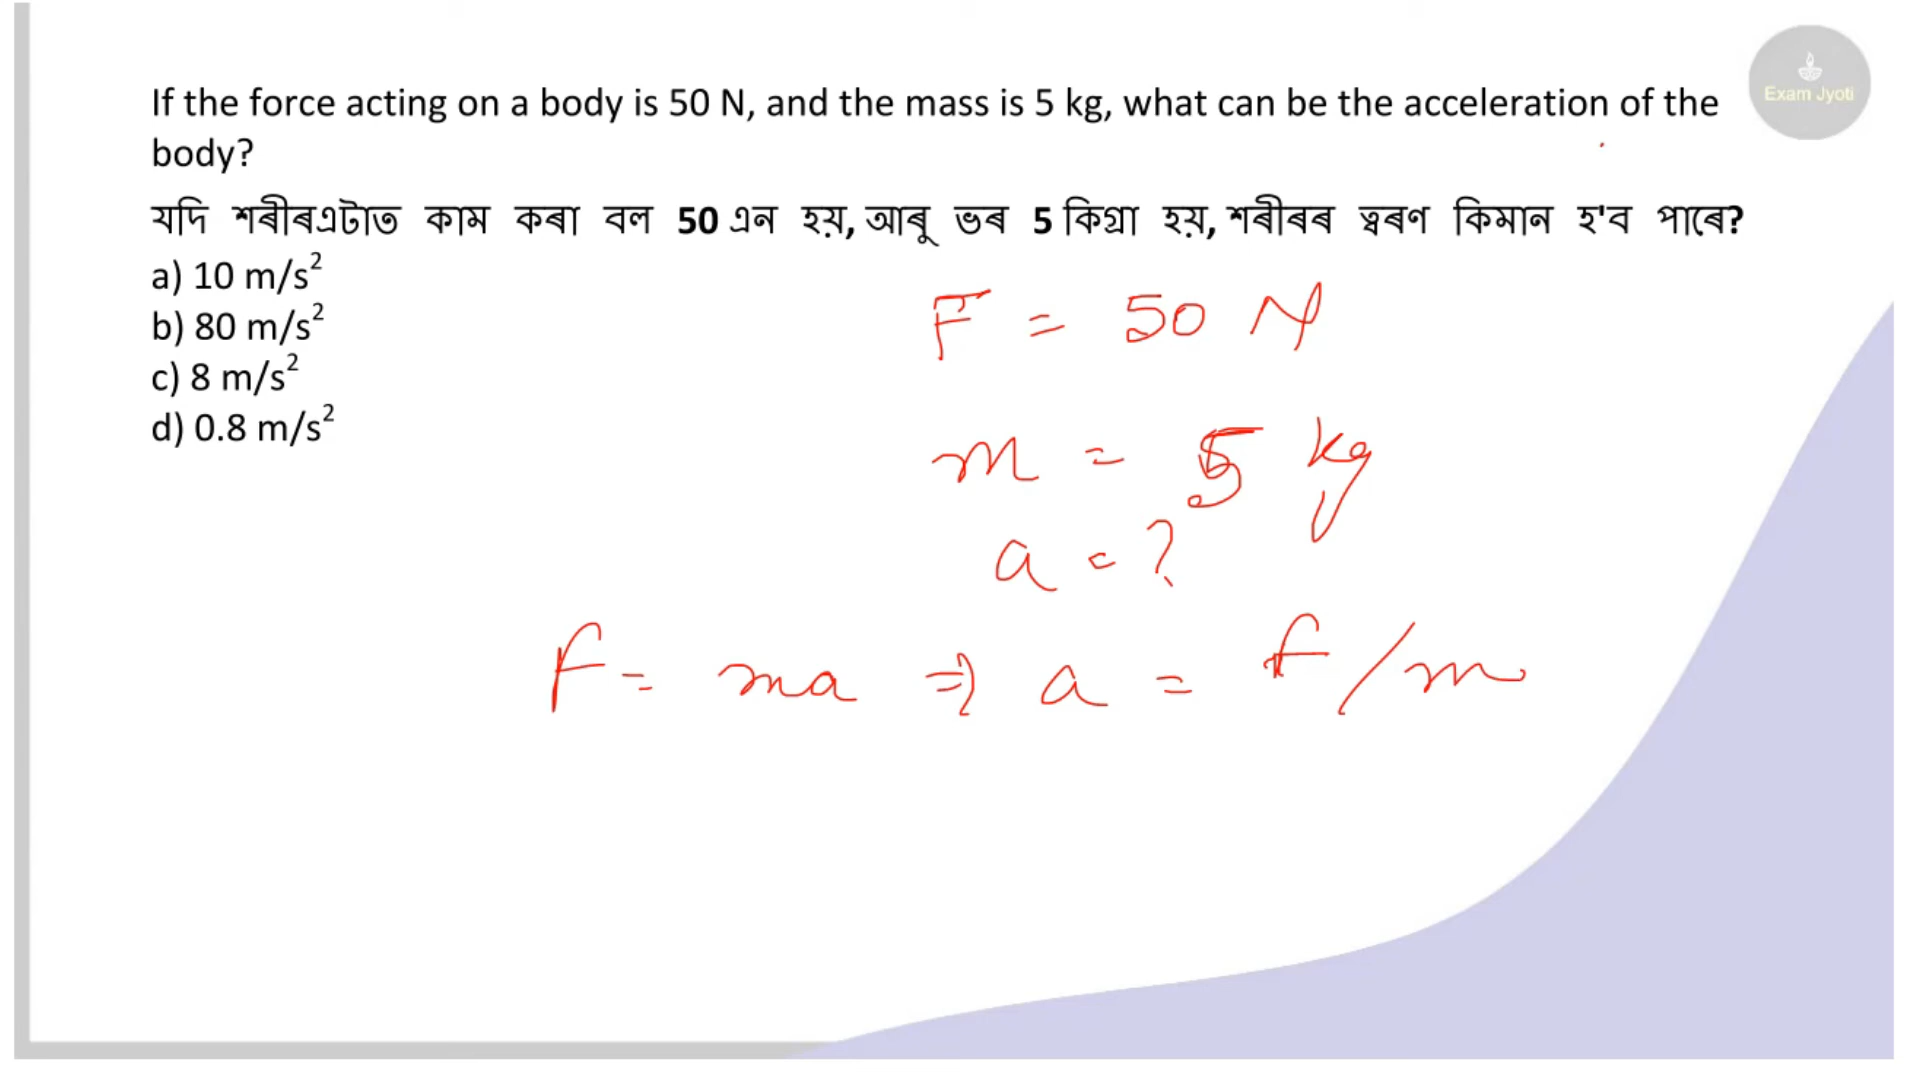 Exam Jyoti
If the force acting on a body is 50 N, and the mass is 5 kg, what can be the acceleration of the
body?
যদি শৰীৰএটাত কাম কৰা বল 50 এন হয়, আৰু ভৰ 5 কিগ্ৰা হয়, শৰীৰৰ ত্বৰণ কিমান হ'ব পাৰে?
a) 10 m/s²
b) 80 m/s²
c) 8 m/s²
d) 0.8 m/s²
F = 50 N
m = 5 kg
a = ?
F = ma ⇒ a = F/m